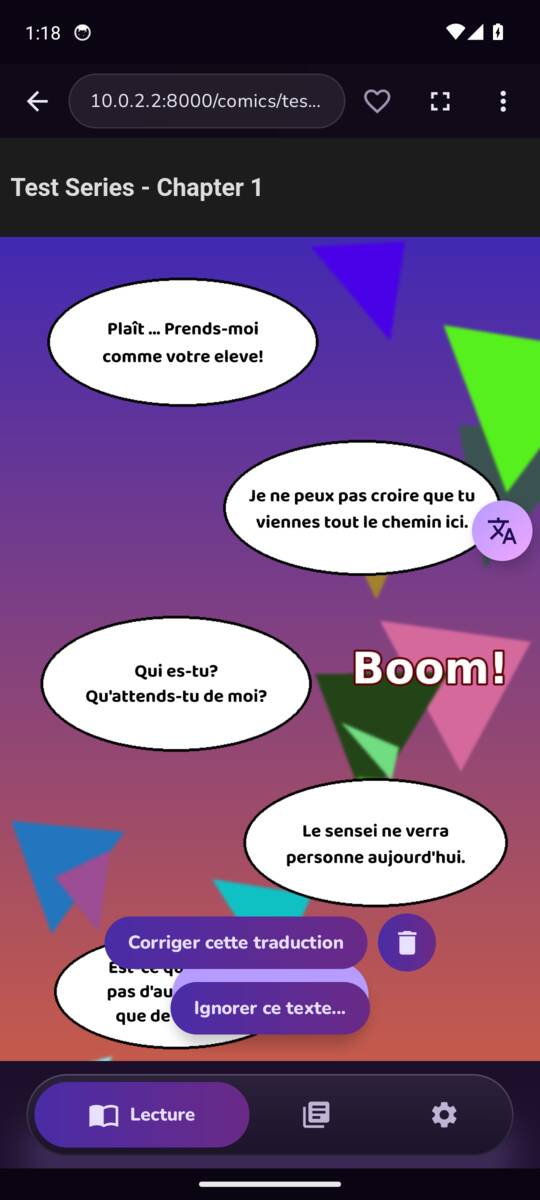 1:18
10.0.2.2:8000/comics/tes...
Test Series - Chapter 1
Plaît ... Prends-moi
comme votre eleve!
Je ne peux pas croire que tu
viennes tout le chemin ici.
Qui es-tu?
Qu'attends-tu de moi?
Boom!
Le sensei ne verra
personne aujourd'hui.
Corriger cette traduction
Est-ce
pas
que de
Ignorer ce texte...
Lecture